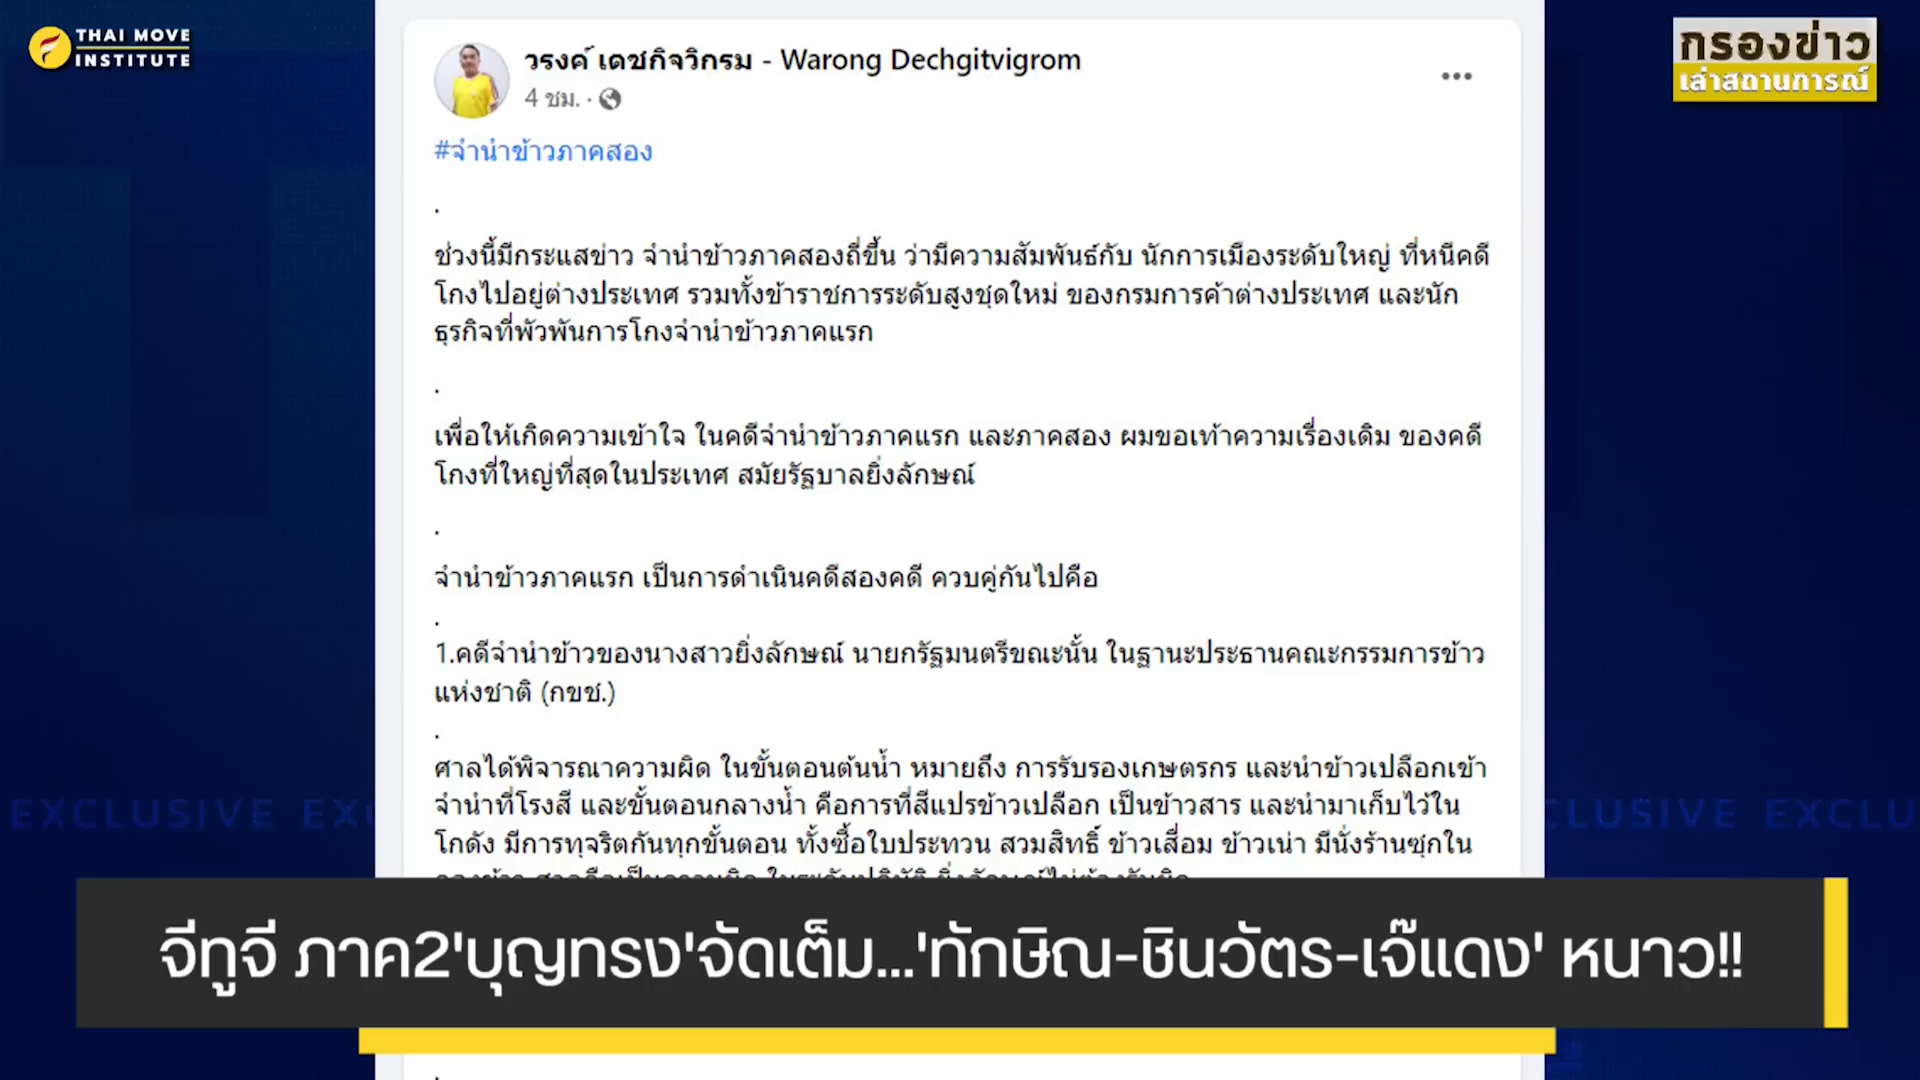 THAI MOVE
INSTITUTE
กรองข่าว
เล่าสถานการณ์
วรงค์ เดชกิจวิกรม - Warong Dechgitvigrom
4 ชม. ·
#จำนำข้าวภาคสอง
.
ช่วงนี้มีกระแสข่าว จำนำข้าวภาคสองถี่ขึ้น ว่ามีความสัมพันธ์กับ นักการเมืองระดับใหญ่ ที่หนีคดี
โกงไปอยู่ต่างประเทศ รวมทั้งข้าราชการระดับสูงชุดใหม่ ของกรมการค้าต่างประเทศ และนัก
ธุรกิจที่พัวพันการโกงจำนำข้าวภาคแรก
.
เพื่อให้เกิดความเข้าใจ ในคดีจำนำข้าวภาคแรก และภาคสอง ผมขอเท้าความเรื่องเดิม ของคดี
โกงที่ใหญ่ที่สุดในประเทศ สมัยรัฐบาลยิ่งลักษณ์
.
จำนำข้าวภาคแรก เป็นการดำเนินคดีสองคดี ควบคู่กันไปคือ
.
1.คดีจำนำข้าวของนางสาวยิ่งลักษณ์ นายกรัฐมนตรีขณะนั้น ในฐานะประธานคณะกรรมการข้าว
แห่งชาติ (กขช.)
.
ศาลได้พิจารณาความผิด ในขั้นตอนต้นน้ำ หมายถึง การรับรองเกษตรกร และนำข้าวเปลือกเข้า
จำนำที่โรงสี และขั้นตอนกลางน้ำ คือการที่สีแปรข้าวเปลือก เป็นข้าวสาร และนำมาเก็บไว้ใน
โกดัง มีการทุจริตกันทุกขั้นตอน ทั้งซื้อใบประทวน สวมสิทธิ์ ข้าวเสื่อม ข้าวเน่า มีนั่งร้านซุกใน
EXCLUSIVE EXC
CLUSIVE EXCLU
จีทูจี ภาค2'บุญทรง'จัดเต็ม...'ทักษิณ-ชินวัตร-เจ๊แดง' หนาว!!